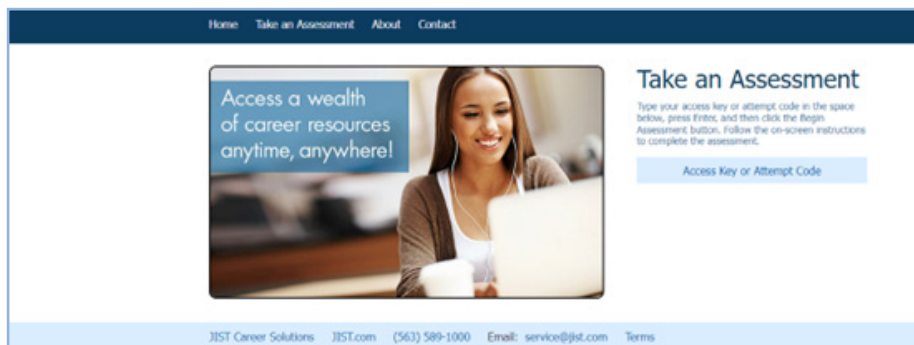 Home Take an Assessment About Contact
Access a wealth
of career resources
anytime, anywhere!
Take an Assessment
Type your access key or attempt code in the space
below, press Enter, and then click the Begin
Assessment button. Follow the on-screen instructions
to complete the assessment.
Access Key or Attempt Code
JIST Career Solutions JIST.com (563) 589-1000 Email: service@jist.com Terms